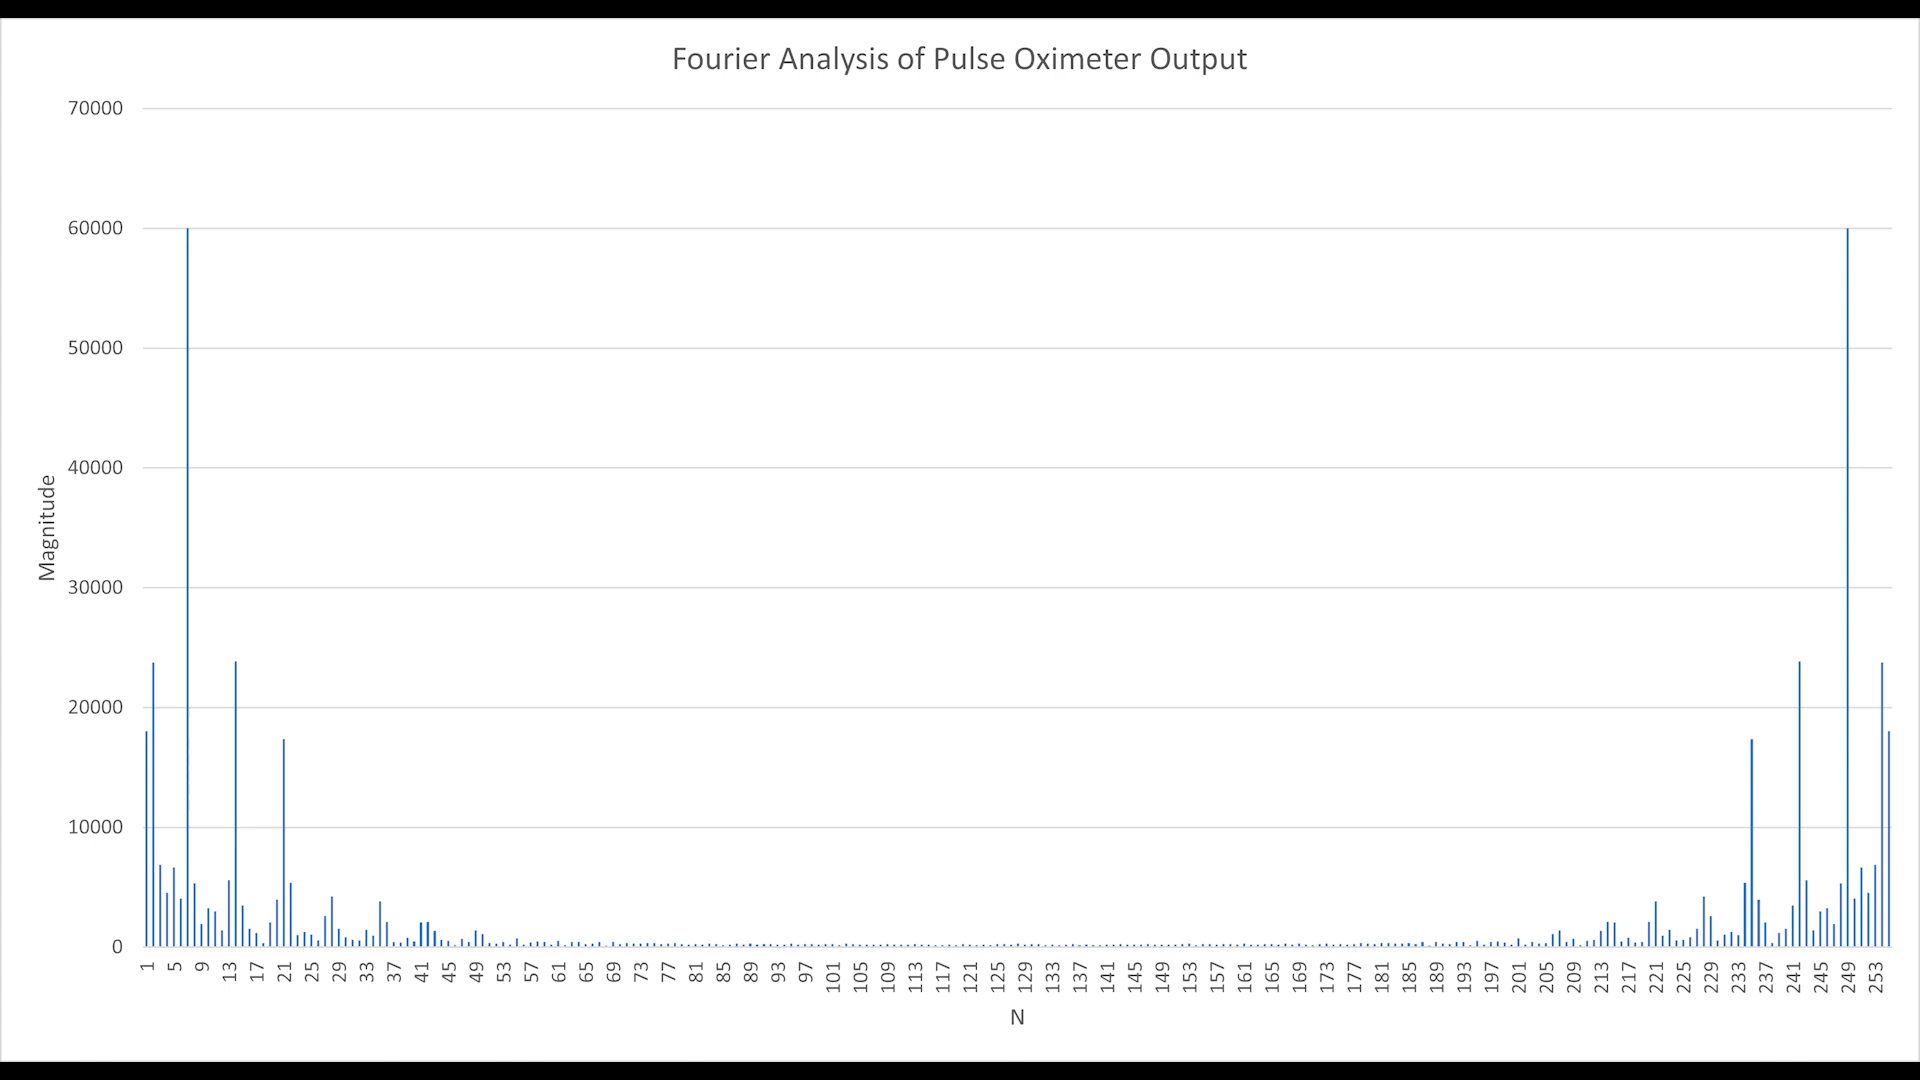 Fourier Analysis of Pulse Oximeter Output
70000
60000
50000
40000
30000
20000
10000
0
Magnitude
1 5 9 13 17 21 25 29 33 37 41 45 49 53 57 61 65 69 73 77 81 85 89 93 97 101 105 109 113 117 121 125 129 133 137 141 145 149 153 157 161 165 169 173 177 181 185 189 193 197 201 205 209 213 217 221 225 229 233 237 241 245 249 253
N